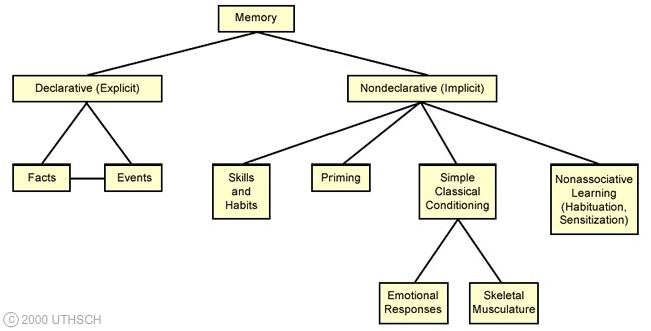 Memory
Declarative (Explicit)
Nondeclarative (Implicit)
Facts
Events
Skills
and
Habits
Priming
Simple
Classical
Conditioning
Nonassociative
Learning
(Habituation,
Sensitization)
Emotional
Responses
Skeletal
Musculature
© 2000 UTHSCH